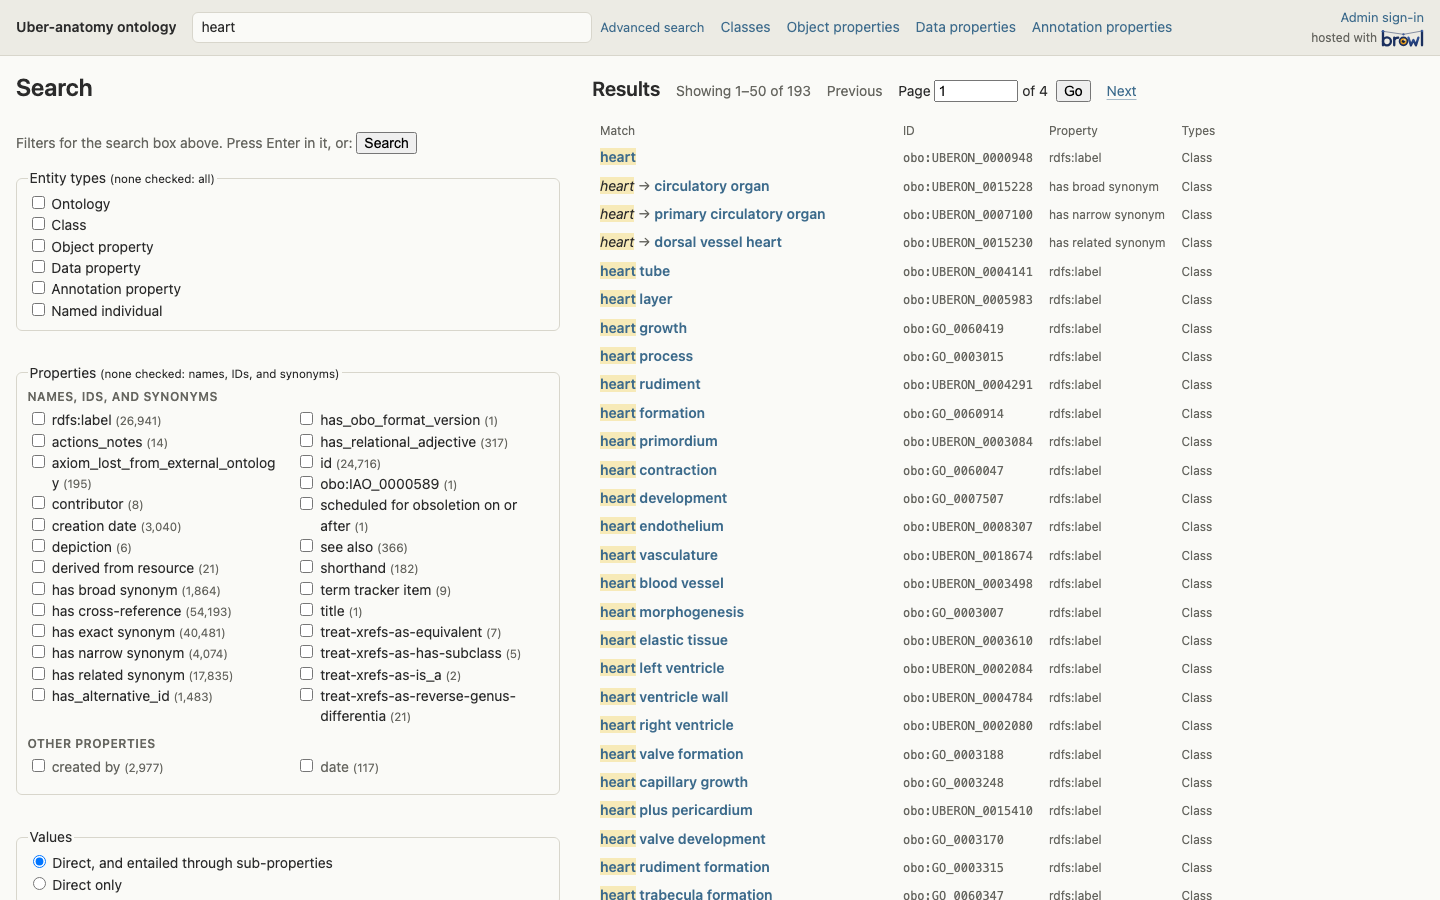 Uber-anatomy ontology
heart
Advanced search
Classes
Object properties
Data properties
Annotation properties
Admin sign-in
hosted with browl
Search
Filters for the search box above. Press Enter in it, or: Search
Entity types (none checked: all)
Ontology
Class
Object property
Data property
Annotation property
Named individual
Properties (none checked: names, IDs, and synonyms)
NAMES, IDS, AND SYNONYMS
rdfs:label (26,941)
actions_notes (14)
axiom_lost_from_external_ontolog
y (195)
contributor (8)
creation date (3,040)
depiction (6)
derived from resource (21)
has broad synonym (1,864)
has cross-reference (54,193)
has exact synonym (40,481)
has narrow synonym (4,074)
has related synonym (17,835)
has_alternative_id (1,483)
has_obo_format_version (1)
has_relational_adjective (317)
id (24,716)
obo:IAO_0000589 (1)
scheduled for obsoletion on or
after (1)
see also (366)
shorthand (182)
term tracker item (9)
title (1)
treat-xrefs-as-equivalent (7)
treat-xrefs-as-has-subclass (5)
treat-xrefs-as-is_a (2)
treat-xrefs-as-reverse-genus-
differentia (21)
OTHER PROPERTIES
created by (2,977)
date (117)
Values
Direct, and entailed through sub-properties
Direct only
Results Showing 1–50 of 193 Previous Page 1 of 4 Go Next
Match ID Property Types
heart obo:UBERON_0000948 rdfs:label Class
heart → circulatory organ obo:UBERON_0015228 has broad synonym Class
heart → primary circulatory organ obo:UBERON_0007100 has narrow synonym Class
heart → dorsal vessel heart obo:UBERON_0015230 has related synonym Class
heart tube obo:UBERON_0004141 rdfs:label Class
heart layer obo:UBERON_0005983 rdfs:label Class
heart growth obo:GO_0060419 rdfs:label Class
heart process obo:GO_0003015 rdfs:label Class
heart rudiment obo:UBERON_0004291 rdfs:label Class
heart formation obo:GO_0060914 rdfs:label Class
heart primordium obo:UBERON_0003084 rdfs:label Class
heart contraction obo:GO_0060047 rdfs:label Class
heart development obo:GO_0007507 rdfs:label Class
heart endothelium obo:UBERON_0008307 rdfs:label Class
heart vasculature obo:UBERON_0018674 rdfs:label Class
heart blood vessel obo:UBERON_0003498 rdfs:label Class
heart morphogenesis obo:GO_0003007 rdfs:label Class
heart elastic tissue obo:UBERON_0003610 rdfs:label Class
heart left ventricle obo:UBERON_0002084 rdfs:label Class
heart ventricle wall obo:UBERON_0004784 rdfs:label Class
heart right ventricle obo:UBERON_0002080 rdfs:label Class
heart valve formation obo:GO_0003188 rdfs:label Class
heart capillary growth obo:GO_0003248 rdfs:label Class
heart plus pericardium obo:UBERON_0015410 rdfs:label Class
heart valve development obo:GO_0003170 rdfs:label Class
heart rudiment formation obo:GO_0003315 rdfs:label Class
heart trabecula formation obo:GO_0060347 rdfs:label Class